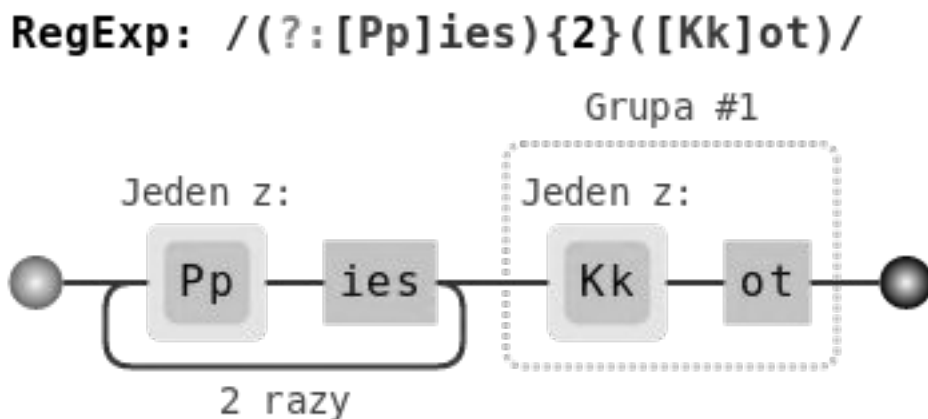 RegExp: /(?:[Pp]ies){2}([Kk]ot)/
Grupa #1
Jeden z: Jeden z:
Pp ies Kk ot
2 razy